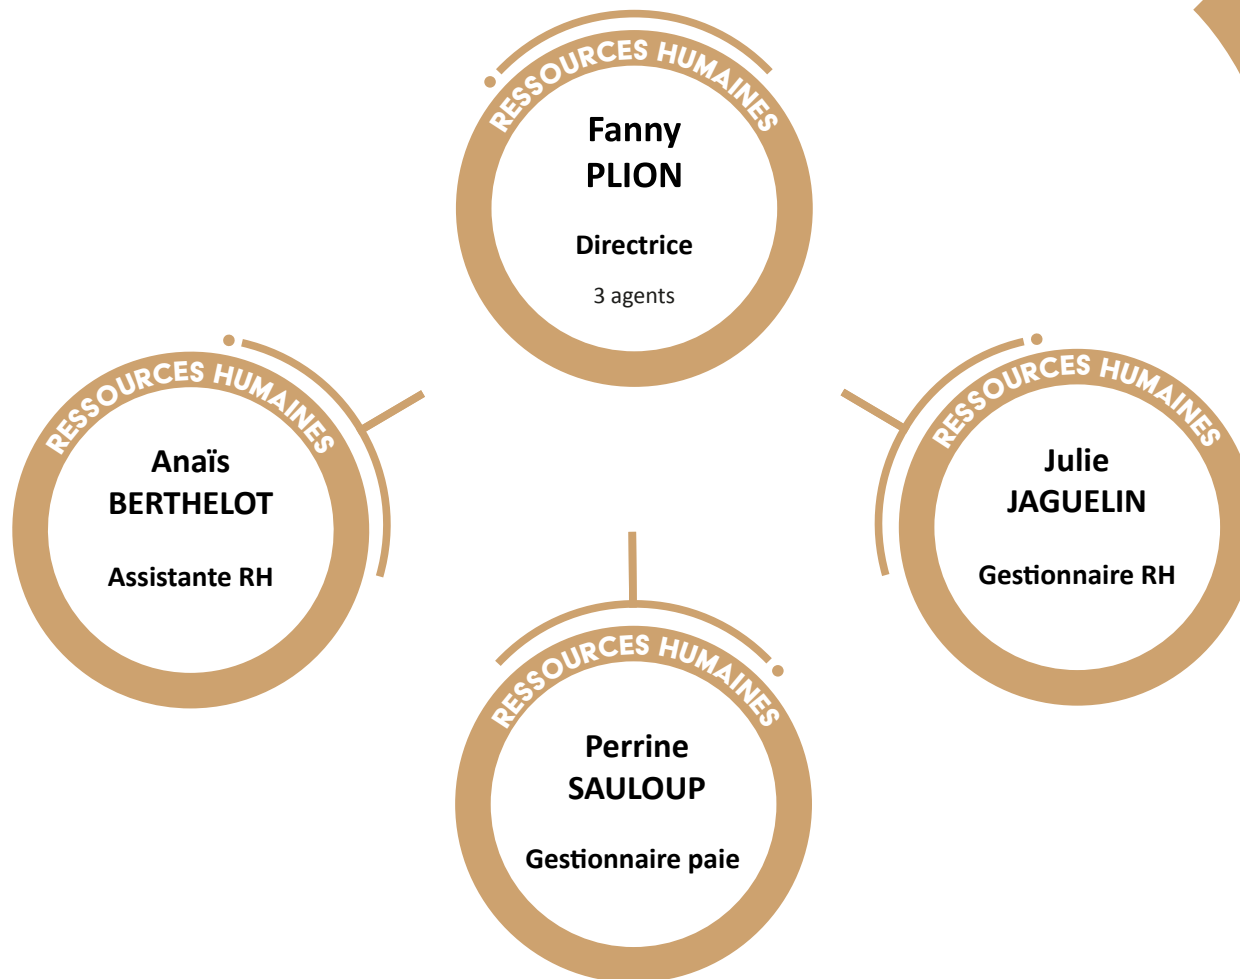 RESSOURCES HUMAINES
Fanny
PLION
Directrice
3 agents
RESSOURCES HUMAINES
Anaïs
BERTHELOT
Assistante RH
RESSOURCES HUMAINES
Julie
JAGUELIN
Gestionnaire RH
RESSOURCES HUMAINES
Perrine
SAULOUP
Gestionnaire paie